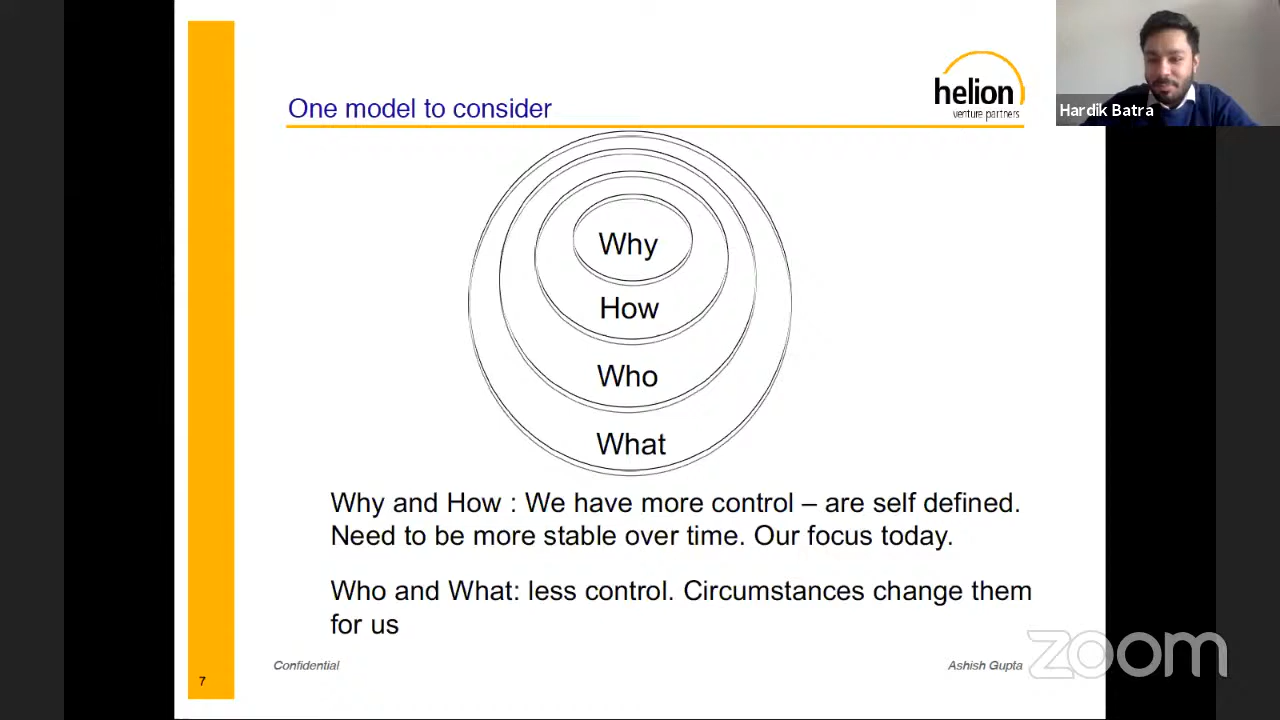 One model to consider
helion
venture partners
Hardik Batra
Why
How
Who
What
Why and How : We have more control – are self defined.
Need to be more stable over time. Our focus today.
Who and What: less control. Circumstances change them
for us
Confidential
Ashish Gupta
7
zoom